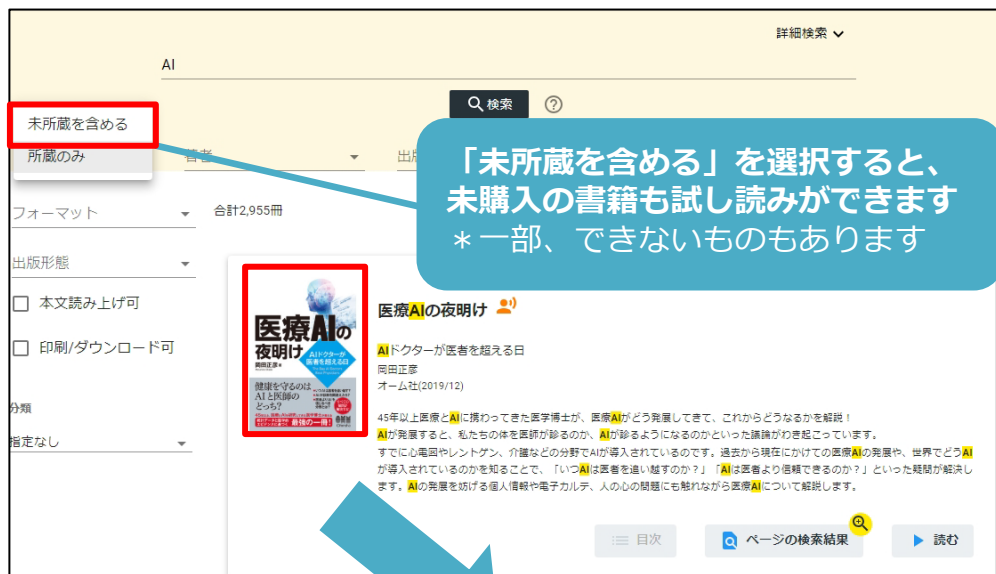 詳細検索
AI
検索
未所蔵を含める
所蔵のみ
著者
出版
「未所蔵を含める」を選択すると、
未購入の書籍も試し読みができます
＊一部、できないものもあります
フォーマット
合計2,955冊
出版形態
本文読み上げ可
印刷/ダウンロード可
分類
指定なし
医療AIの
夜明け
AIドクターが
医者を超える日
岡田正彦
健康を守るのは
AIと医師の
どっち?
最強の一冊!
医療AIの夜明け
AIドクターが医者を超える日
岡田正彦
オーム社(2019/12)
45年以上医療とAIに携わってきた医学博士が、医療AIがどう発展してきて、これからどうなるかを解説！
AIが発展すると、私たちの体を医師が診るのか、AIが診るようになるのかといった議論がわき起こっています。
すでに心電図やレントゲン、介護などの分野でAIが導入されているのです。過去から現在にかけての医療AIの発展や、世界でどうAI
が導入されているのかを知ることで、「いつAIは医者を追い越すのか？」「AIは医者より信頼できるのか？」といった疑問が解決し
ます。AIの発展を妨げる個人情報や電子カルテ、人の心の問題にも触れながら医療AIについて解説します。
目次
ページの検索結果
読む